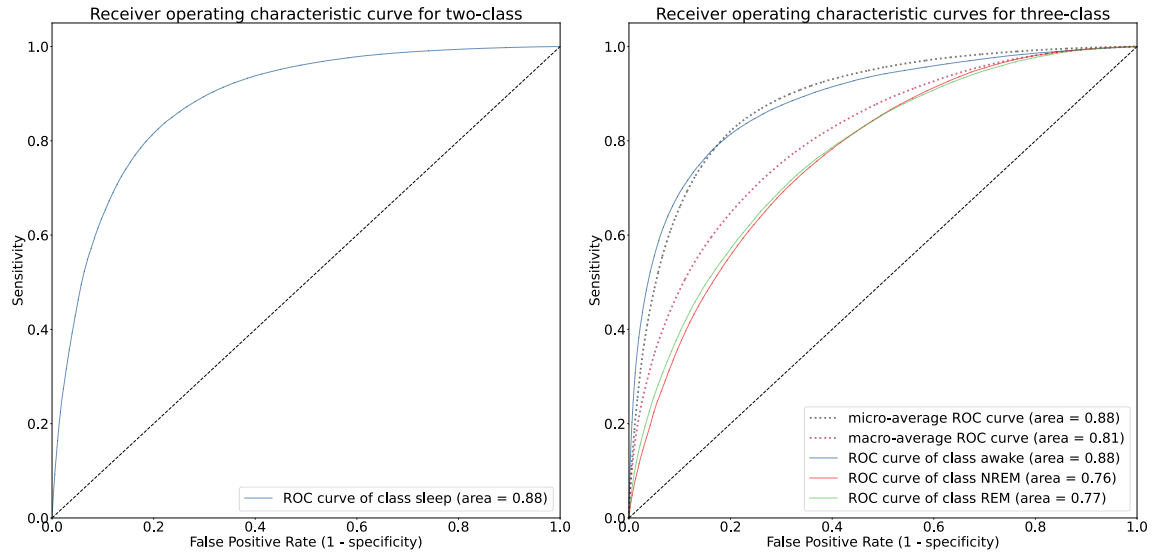 Receiver operating characteristic curve for two-class
1.0
0.8
0.6
0.4
0.2
0.0
Sensitivity
0.0 0.2 0.4 0.6 0.8 1.0
False Positive Rate (1 - specificity)
ROC curve of class sleep (area = 0.88)
Receiver operating characteristic curves for three-class
1.0
0.8
0.6
0.4
0.2
0.0
Sensitivity
0.0 0.2 0.4 0.6 0.8 1.0
False Positive Rate (1 - specificity)
micro-average ROC curve (area = 0.88)
macro-average ROC curve (area = 0.81)
ROC curve of class awake (area = 0.88)
ROC curve of class NREM (area = 0.76)
ROC curve of class REM (area = 0.77)